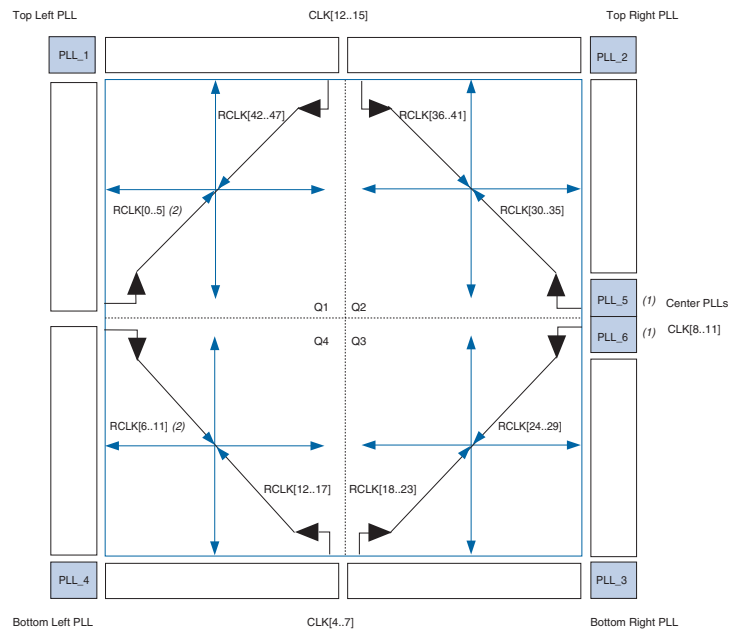 Top Left PLL
CLK[12..15]
Top Right PLL
PLL_1
PLL_2
RCLK[42..47]
RCLK[36..41]
RCLK[0..5] (2)
RCLK[30..35]
Q1
Q2
PLL_5
(1)
Center PLLs
Q4
Q3
PLL_6
(1)
CLK[8..11]
RCLK[6..11] (2)
RCLK[24..29]
RCLK[12..17]
RCLK[18..23]
PLL_4
PLL_3
Bottom Left PLL
CLK[4..7]
Bottom Right PLL